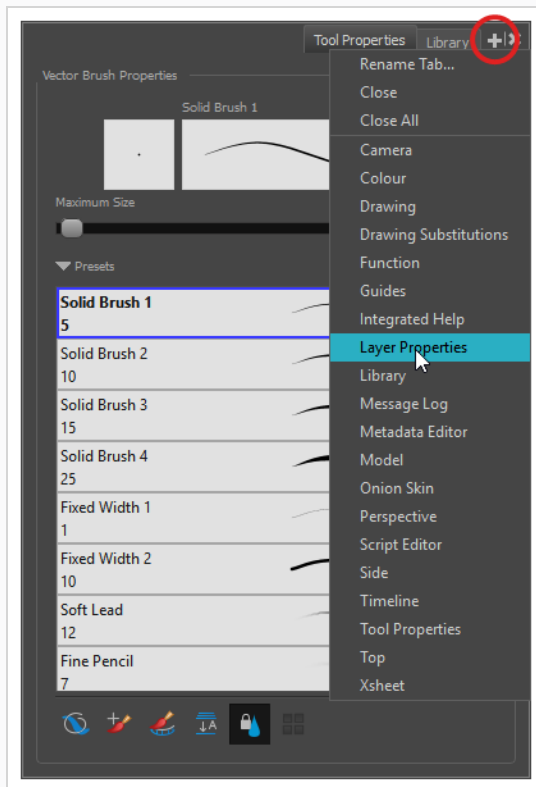 Tool Properties Library
Vector Brush Properties
Solid Brush 1
Maximum Size
Presets
Solid Brush 1
5
Solid Brush 2
10
Solid Brush 3
15
Solid Brush 4
25
Fixed Width 1
1
Fixed Width 2
10
Soft Lead
12
Fine Pencil
7
A
Rename Tab...
Close
Close All
Camera
Colour
Drawing
Drawing Substitutions
Function
Guides
Integrated Help
Layer Properties
Library
Message Log
Metadata Editor
Model
Onion Skin
Perspective
Script Editor
Side
Timeline
Tool Properties
Top
Xsheet